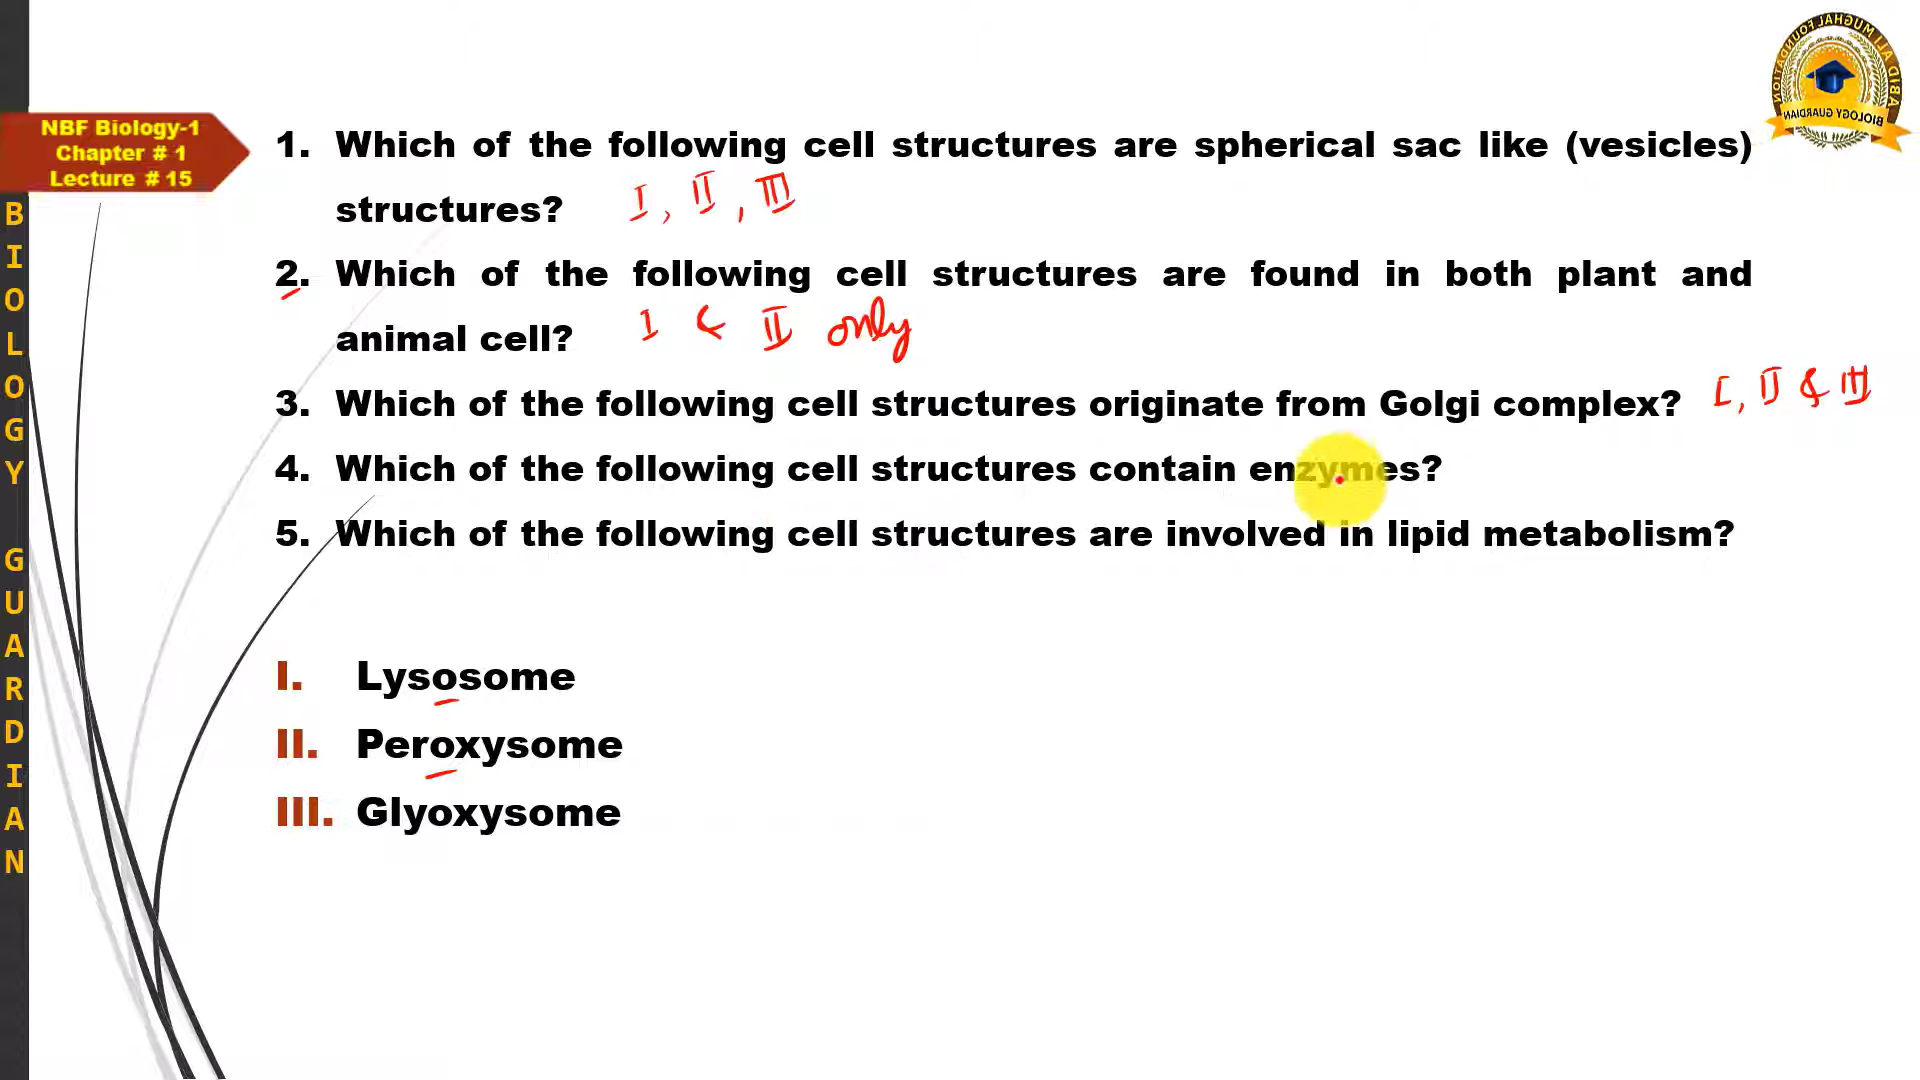 NBF Biology-1
Chapter # 1
Lecture # 15
BIOLOGY GUARDIAN
ABID ALI MUGHAL FOUNDATION
BIOLOGY GUARDIAN
1. Which of the following cell structures are spherical sac like (vesicles)
structures? I, II, III
2. Which of the following cell structures are found in both plant and
animal cell? I & II only
3. Which of the following cell structures originate from Golgi complex? I, II & III
4. Which of the following cell structures contain enzymes?
5. Which of the following cell structures are involved in lipid metabolism?
I. Lysosome
II. Peroxysome
III. Glyoxysome